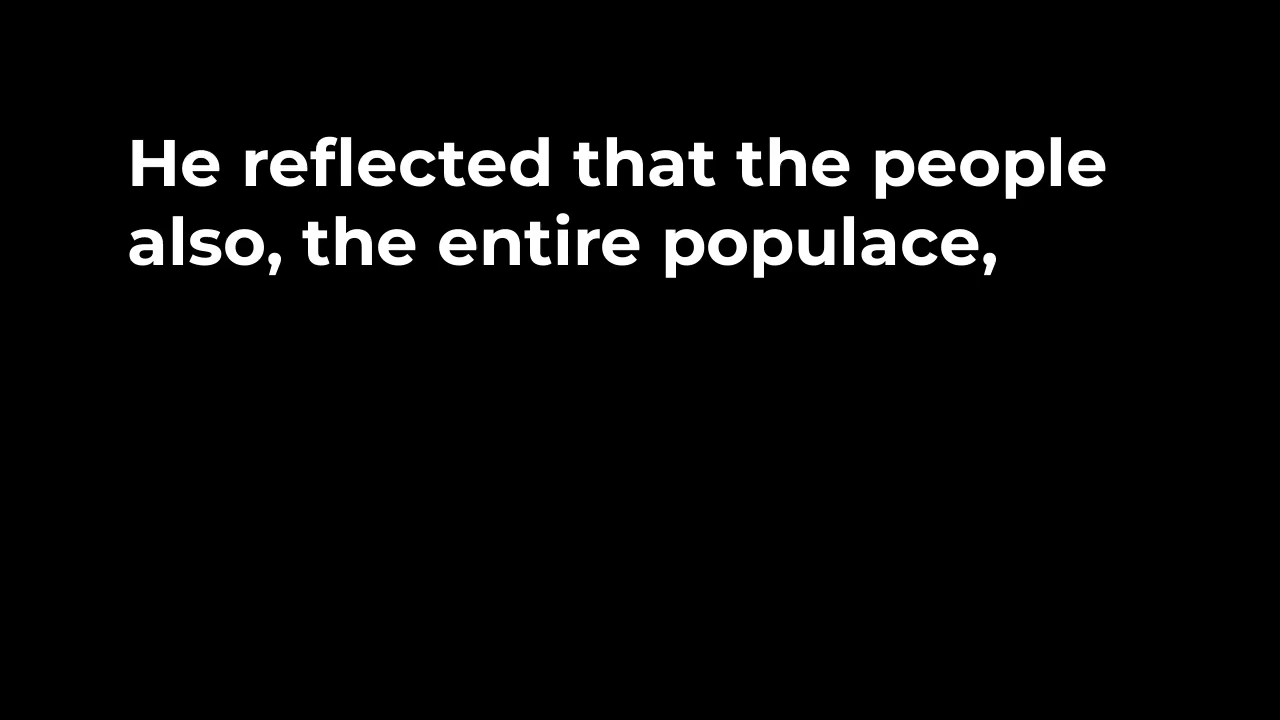 He reflected that the people
also, the entire populace,